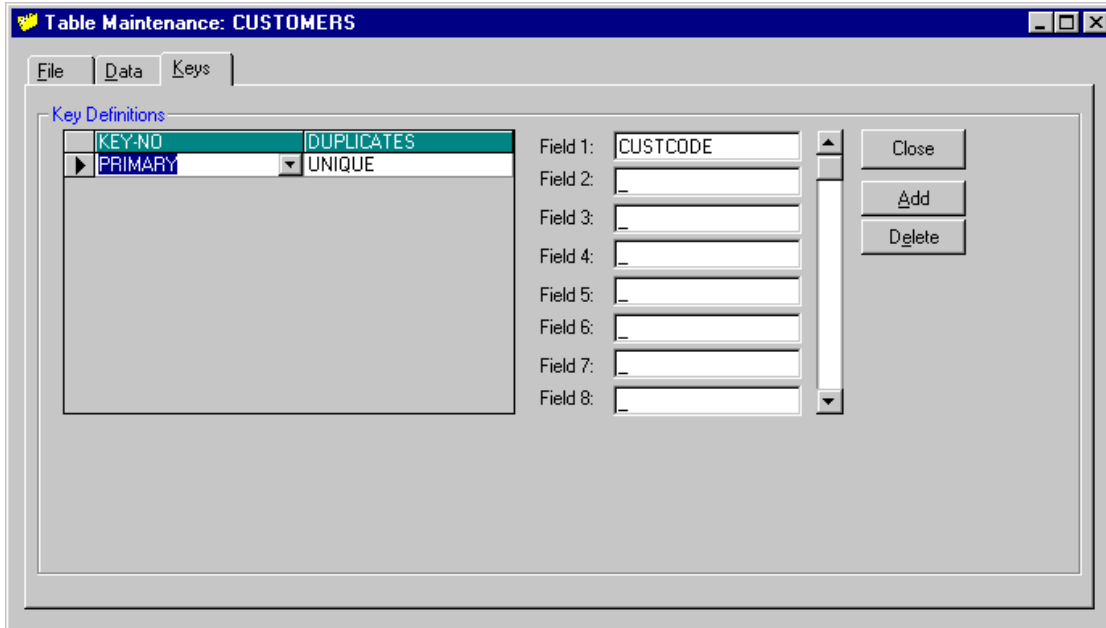 Table Maintenance: CUSTOMERS
File Data Keys
Key Definitions
KEY-NO DUPLICATES
PRIMARY UNIQUE
Field 1: CUSTCODE
Field 2: _
Field 3: _
Field 4: _
Field 5: _
Field 6: _
Field 7: _
Field 8: _
Close
Add
Delete